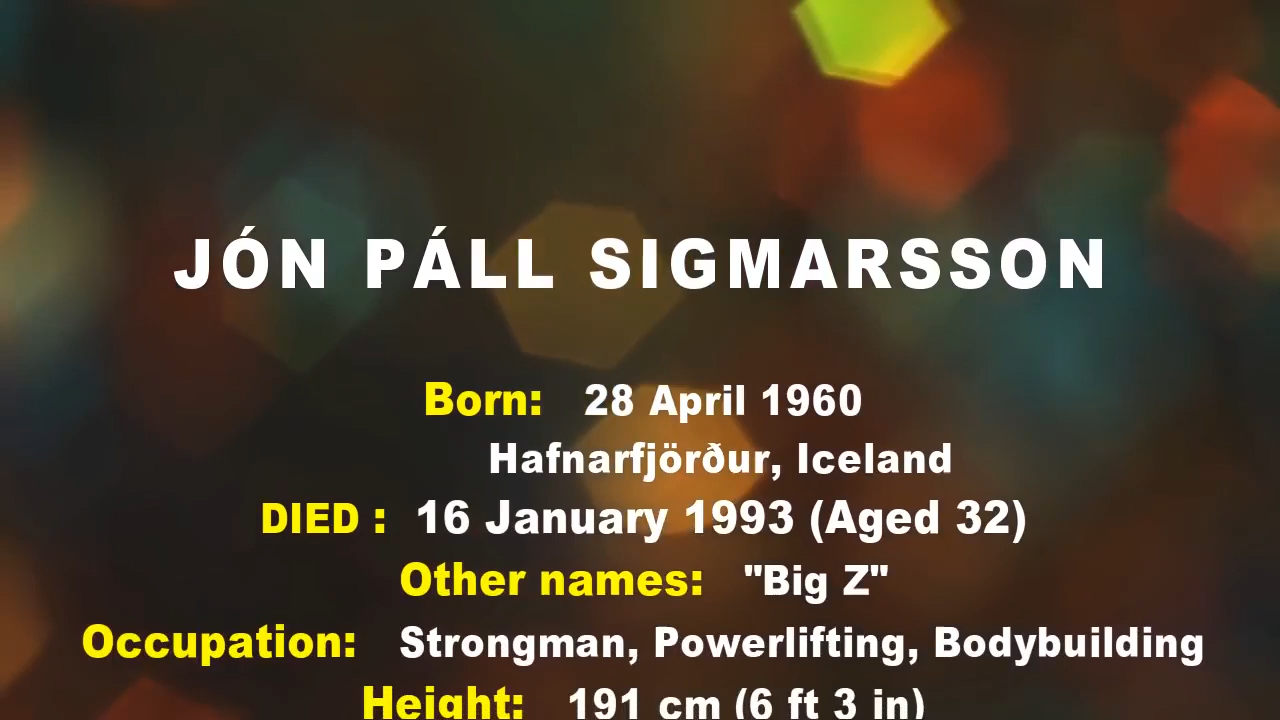 JÓN PÁLL SIGMARSSON
Born: 28 April 1960
Hafnarfjörður, Iceland
DIED : 16 January 1993 (Aged 32)
Other names: "Big Z"
Occupation: Strongman, Powerlifting, Bodybuilding
Height: 191 cm (6 ft 3 in)